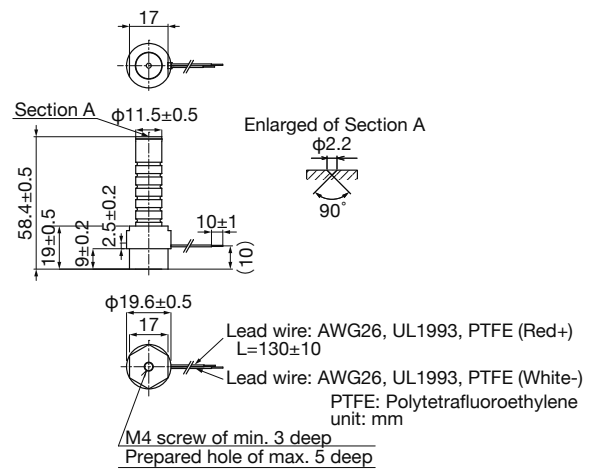 17
Section A
φ11.5±0.5
Enlarged of Section A
φ2.2
90°
58.4±0.5
19±0.5
9±0.2
2.5±0.2
10±1
(10)
φ19.6±0.5
17
Lead wire: AWG26, UL1993, PTFE (Red+)
L=130±10
Lead wire: AWG26, UL1993, PTFE (White-)
PTFE: Polytetrafluoroethylene
unit: mm
M4 screw of min. 3 deep
Prepared hole of max. 5 deep